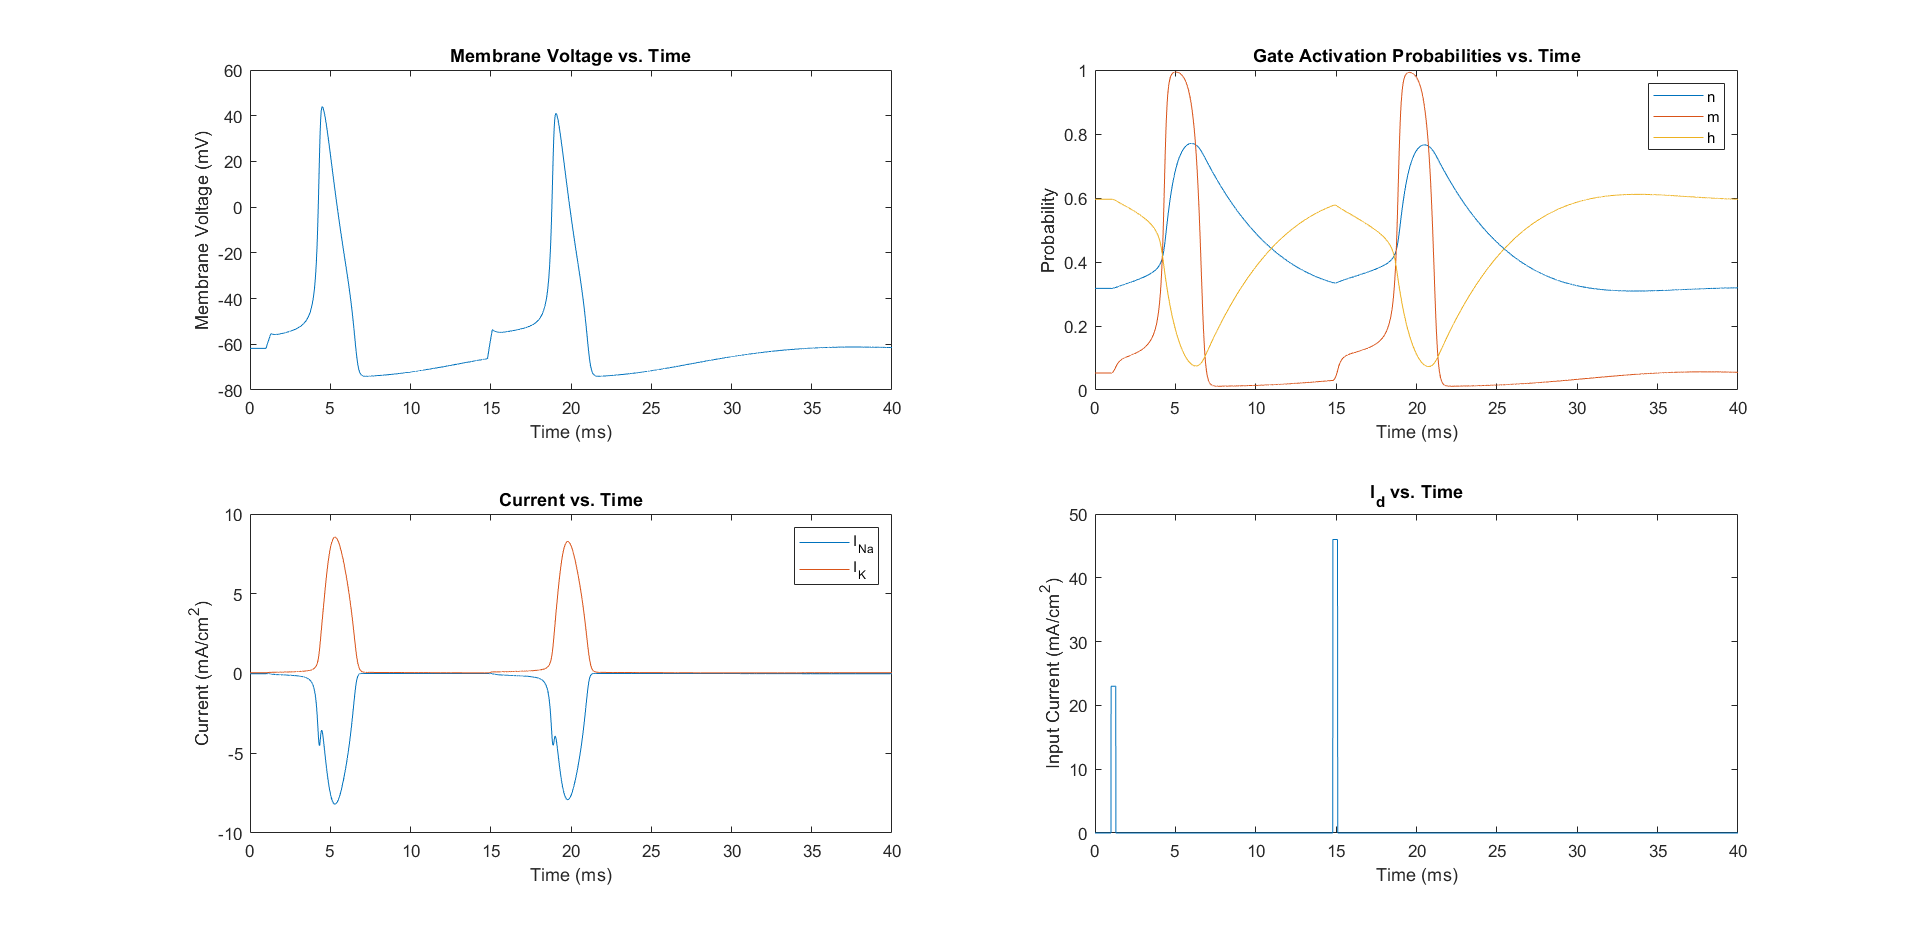 Membrane Voltage vs. Time
Membrane Voltage (mV)
60
40
20
0
-20
-40
-60
-80
0 5 10 15 20 25 30 35 40
Time (ms)
Gate Activation Probabilities vs. Time
Probability
1
0.8
0.6
0.4
0.2
0
n
m
h
0 5 10 15 20 25 30 35 40
Time (ms)
Current vs. Time
Current (mA/cm2)
10
5
0
-5
-10
INa
IK
0 5 10 15 20 25 30 35 40
Time (ms)
Id vs. Time
Input Current (mA/cm2)
50
40
30
20
10
0
0 5 10 15 20 25 30 35 40
Time (ms)